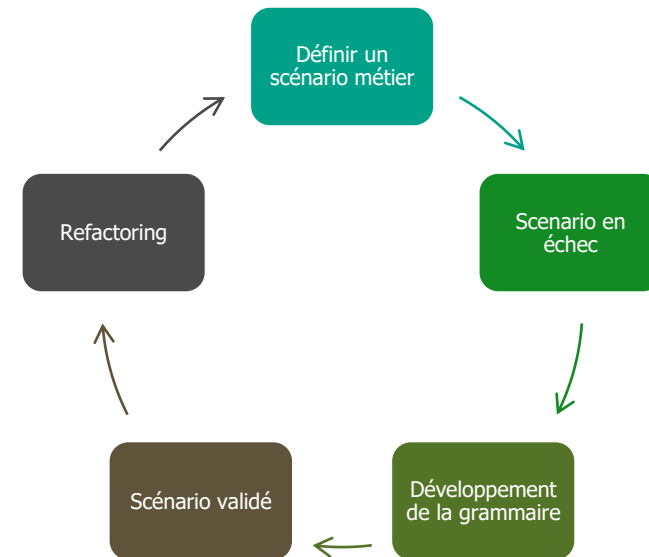 Définir un
scénario métier
Scenario en
échec
Développement
de la grammaire
Scénario validé
Refactoring